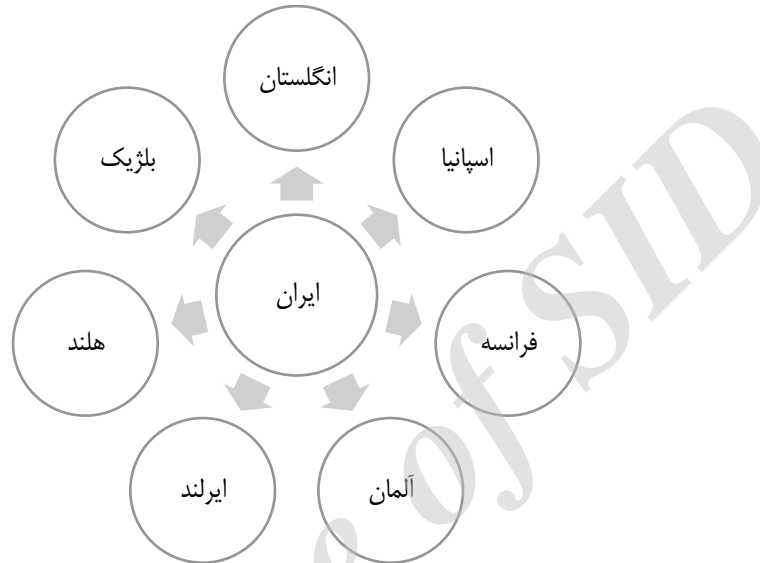 انگلستان
اسپانیا
بلژیک
ایران
فرانسه
هلند
آلمان
ایرلند
e of SID